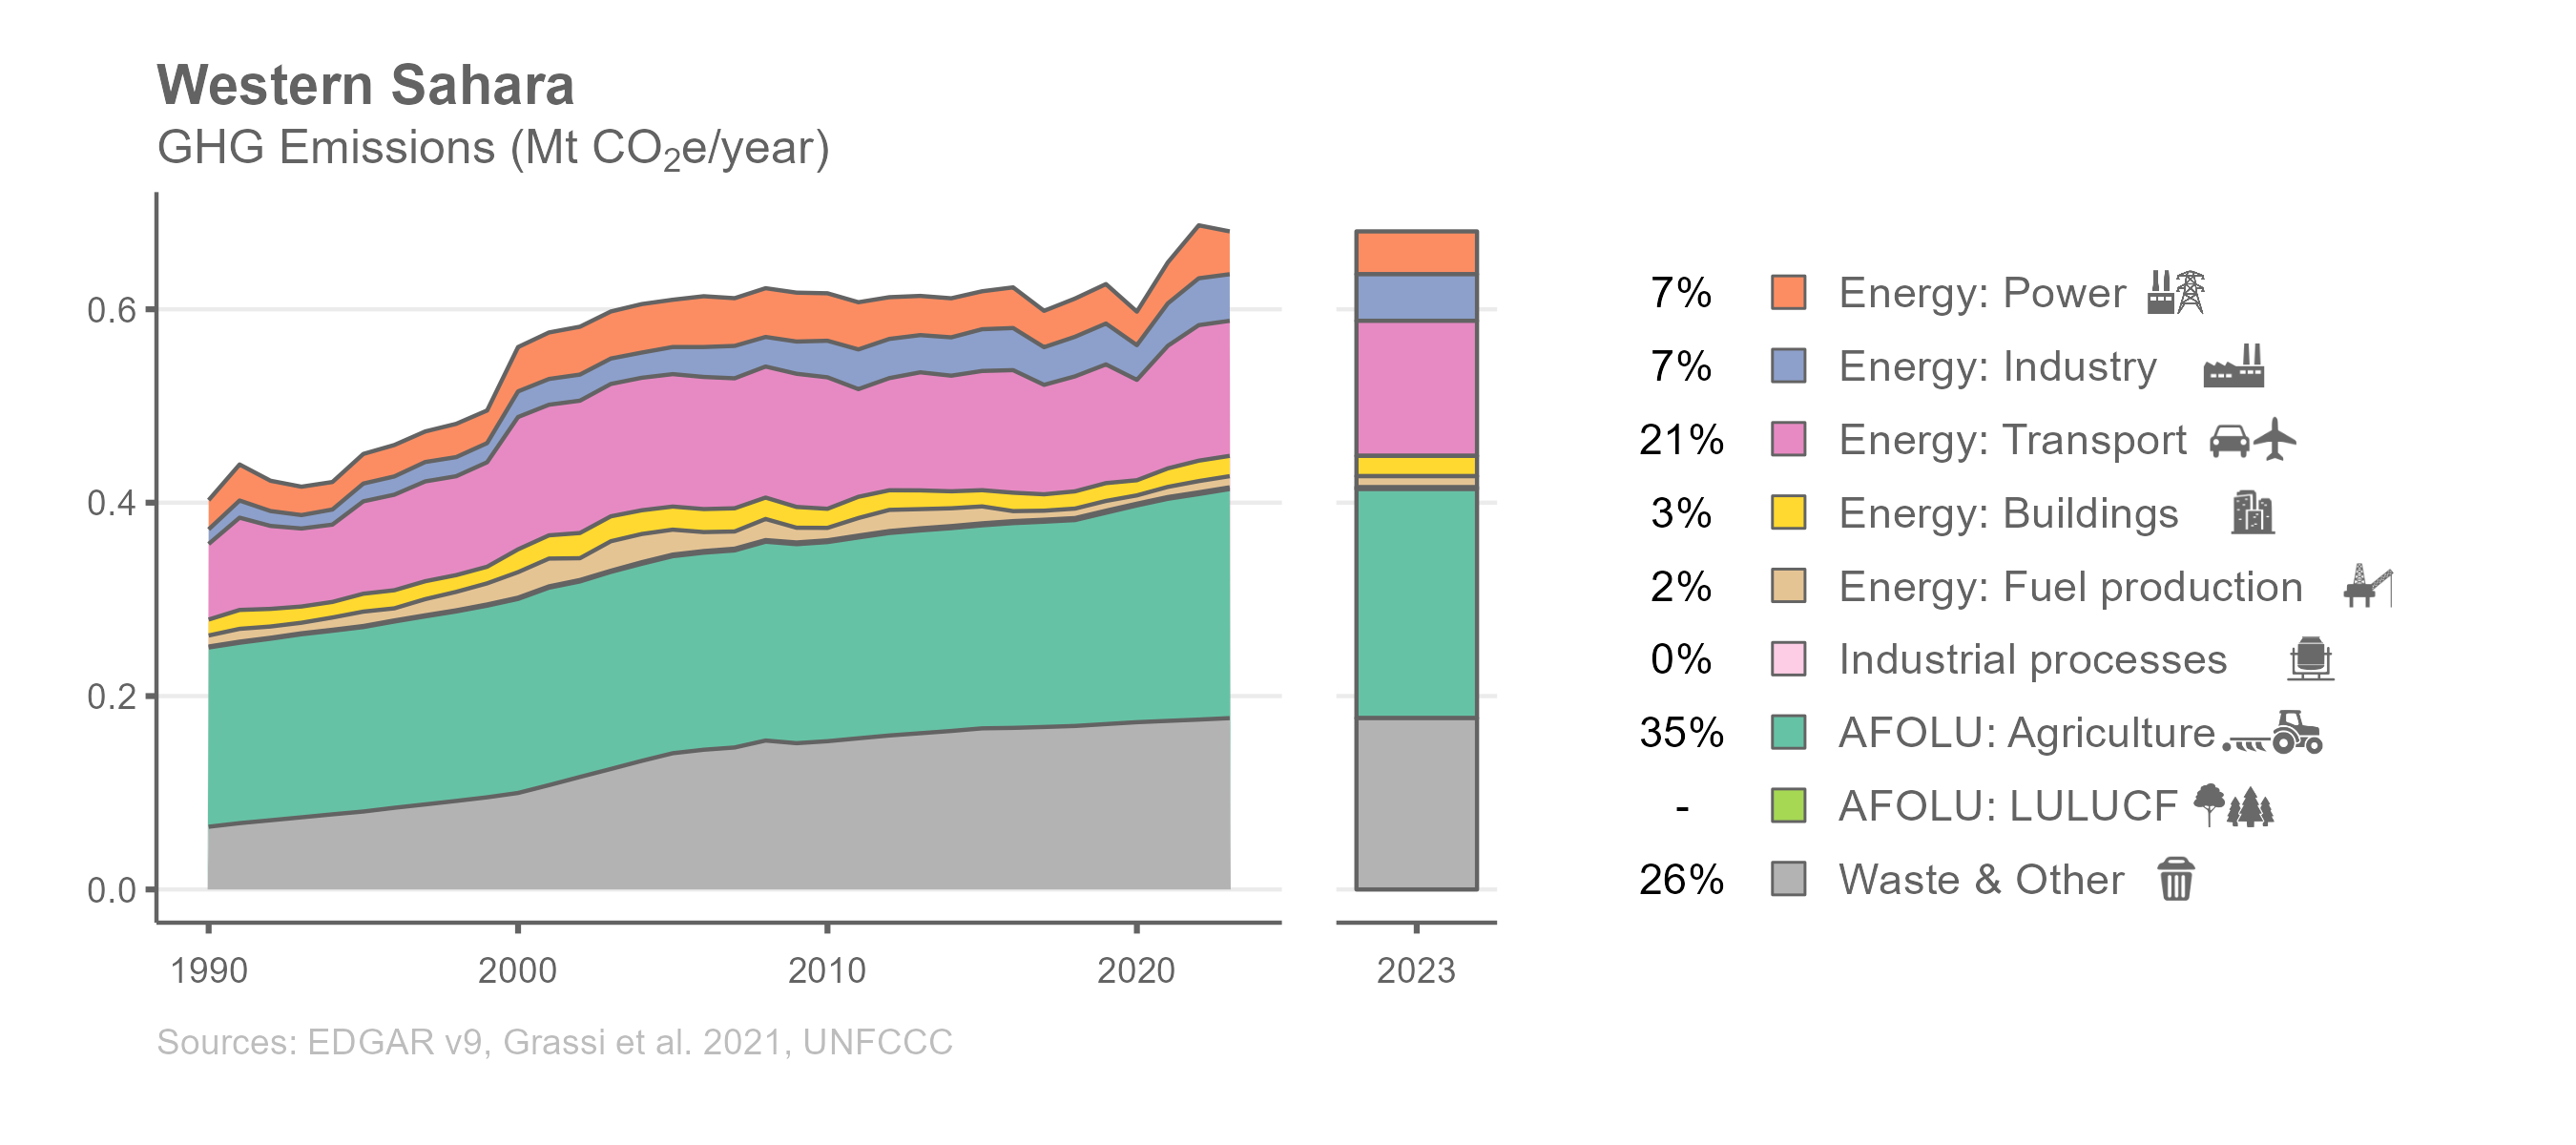 Western Sahara
GHG Emissions (Mt CO₂e/year)
0.6
0.4
0.2
0.0
1990 2000 2010 2020 2023
7% Energy: Power
7% Energy: Industry
21% Energy: Transport
3% Energy: Buildings
2% Energy: Fuel production
0% Industrial processes
35% AFOLU: Agriculture
- AFOLU: LULUCF
26% Waste & Other
Sources: EDGAR v9, Grassi et al. 2021, UNFCCC